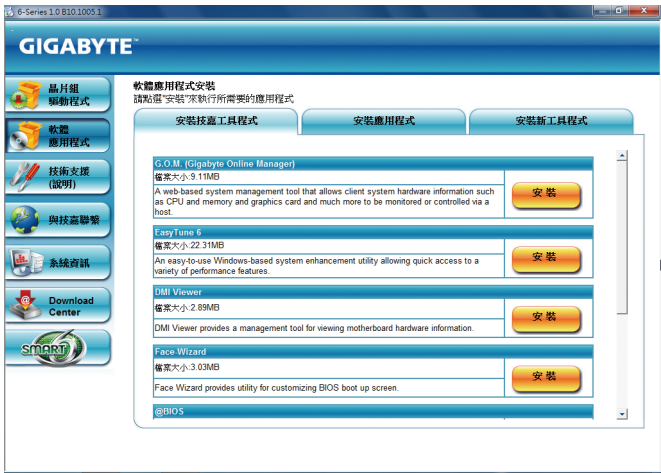 6-Series 1.0 B10.1005.1
GIGABYTE™
晶片組
驅動程式
軟體
應用程式
技術支援
(說明)
與技嘉聯繫
系統資訊
Download
Center
SMART
軟體應用程式安裝
請點選"安裝"來執行所需要的應用程式
安裝技嘉工具程式
安裝應用程式
安裝新工具程式
G.O.M. (Gigabyte Online Manager)
檔案大小:9.11MB
A web-based system management tool that allows client system hardware information such
as CPU and memory and graphics card and much more to be monitored or controlled via a
host.
安裝
EasyTune 6
檔案大小:22.31MB
An easy-to-use Windows-based system enhancement utility allowing quick access to a
variety of performance features.
安裝
DMI Viewer
檔案大小:2.89MB
DMI Viewer provides a management tool for viewing motherboard hardware information.
安裝
Face-Wizard
檔案大小:3.03MB
Face Wizard provides utility for customizing BIOS boot up screen.
安裝
@BIOS